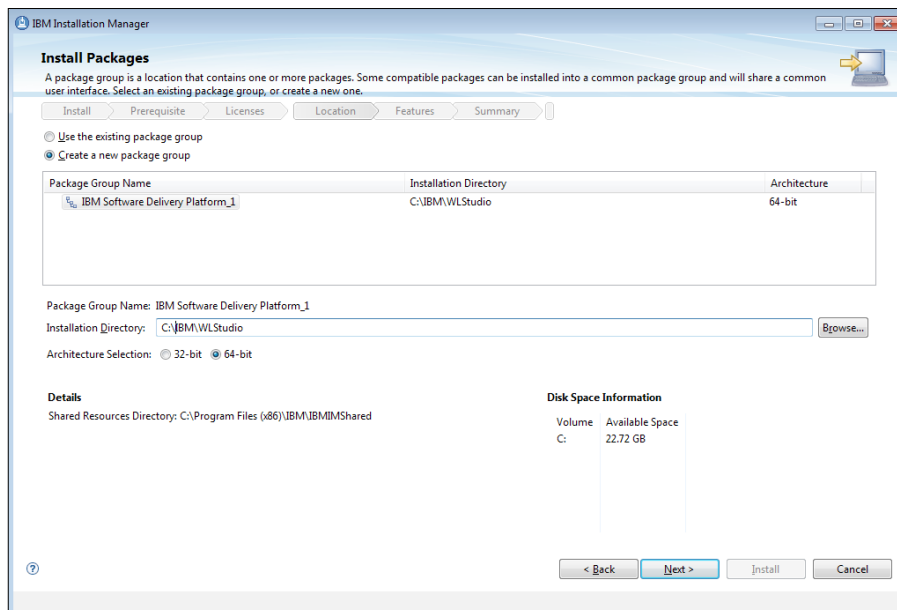 IBM Installation Manager
Install Packages
A package group is a location that contains one or more packages. Some compatible packages can be installed into a common package group and will share a common
user interface. Select an existing package group, or create a new one.
Install Prerequisite Licenses Location Features Summary
Use the existing package group
Create a new package group
Package Group Name Installation Directory Architecture
IBM Software Delivery Platform_1 C:\IBM\WLStudio 64-bit
Package Group Name: IBM Software Delivery Platform_1
Installation Directory: C:\IBM\WLStudio Browse...
Architecture Selection: 32-bit 64-bit
Details Disk Space Information
Shared Resources Directory: C:\Program Files (x86)\IBM\IBMIMShared
Volume Available Space
C: 22.72 GB
? < Back Next > Install Cancel